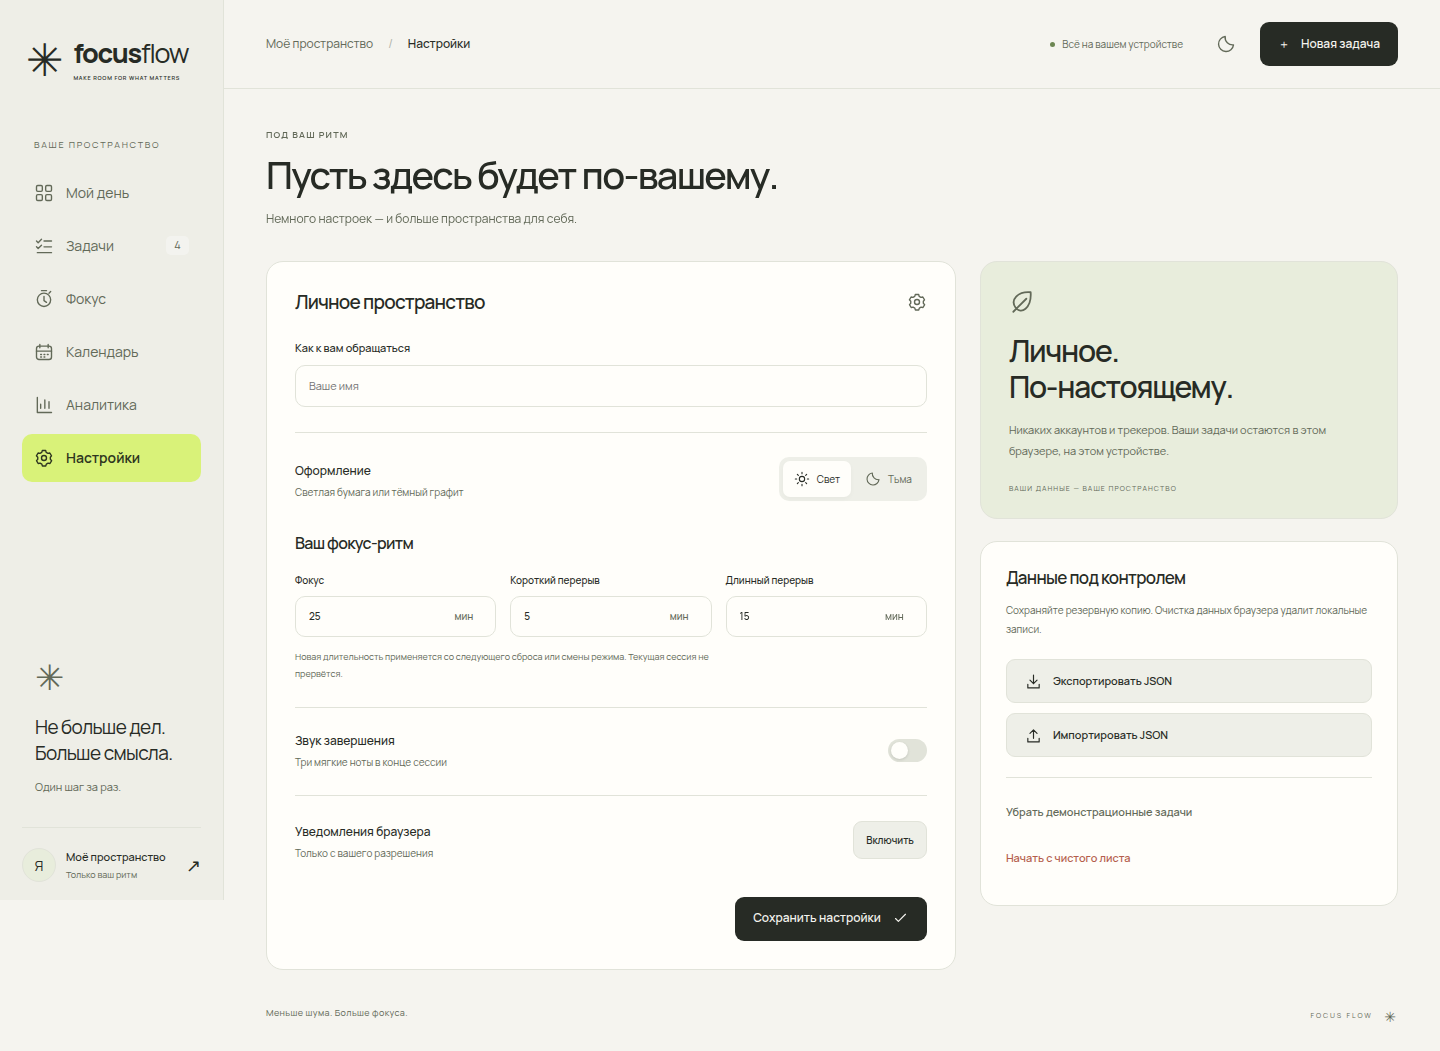 focusflow
MAKE ROOM FOR WHAT MATTERS
ВАШЕ ПРОСТРАНСТВО
Мой день
Задачи 4
Фокус
Календарь
Аналитика
Настройки
Не больше дел.
Больше смысла.
Один шаг за раз.
Я
Моё пространство
Только ваш ритм
↗
Моё пространство / Настройки
Всё на вашем устройстве
+ Новая задача
ПОД ВАШ РИТМ
Пусть здесь будет по-вашему.
Немного настроек — и больше пространства для себя.
Личное пространство
Как к вам обращаться
Ваше имя
Оформление
Светлая бумага или тёмный графит
Свет
Тьма
Ваш фокус-ритм
Фокус
25 мин
Короткий перерыв
5 мин
Длинный перерыв
15 мин
Новая длительность применяется со следующего сброса или смены режима. Текущая сессия не
прервётся.
Звук завершения
Три мягкие ноты в конце сессии
Уведомления браузера
Только с вашего разрешения
Включить
Сохранить настройки
Личное.
По-настоящему.
Никаких аккаунтов и трекеров. Ваши задачи остаются в этом
браузере, на этом устройстве.
ВАШИ ДАННЫЕ — ВАШЕ ПРОСТРАНСТВО
Данные под контролем
Сохраняйте резервную копию. Очистка данных браузера удалит локальные
записи.
Экспортировать JSON
Импортировать JSON
Убрать демонстрационные задачи
Начать с чистого листа
Меньше шума. Больше фокуса.
FOCUS FLOW